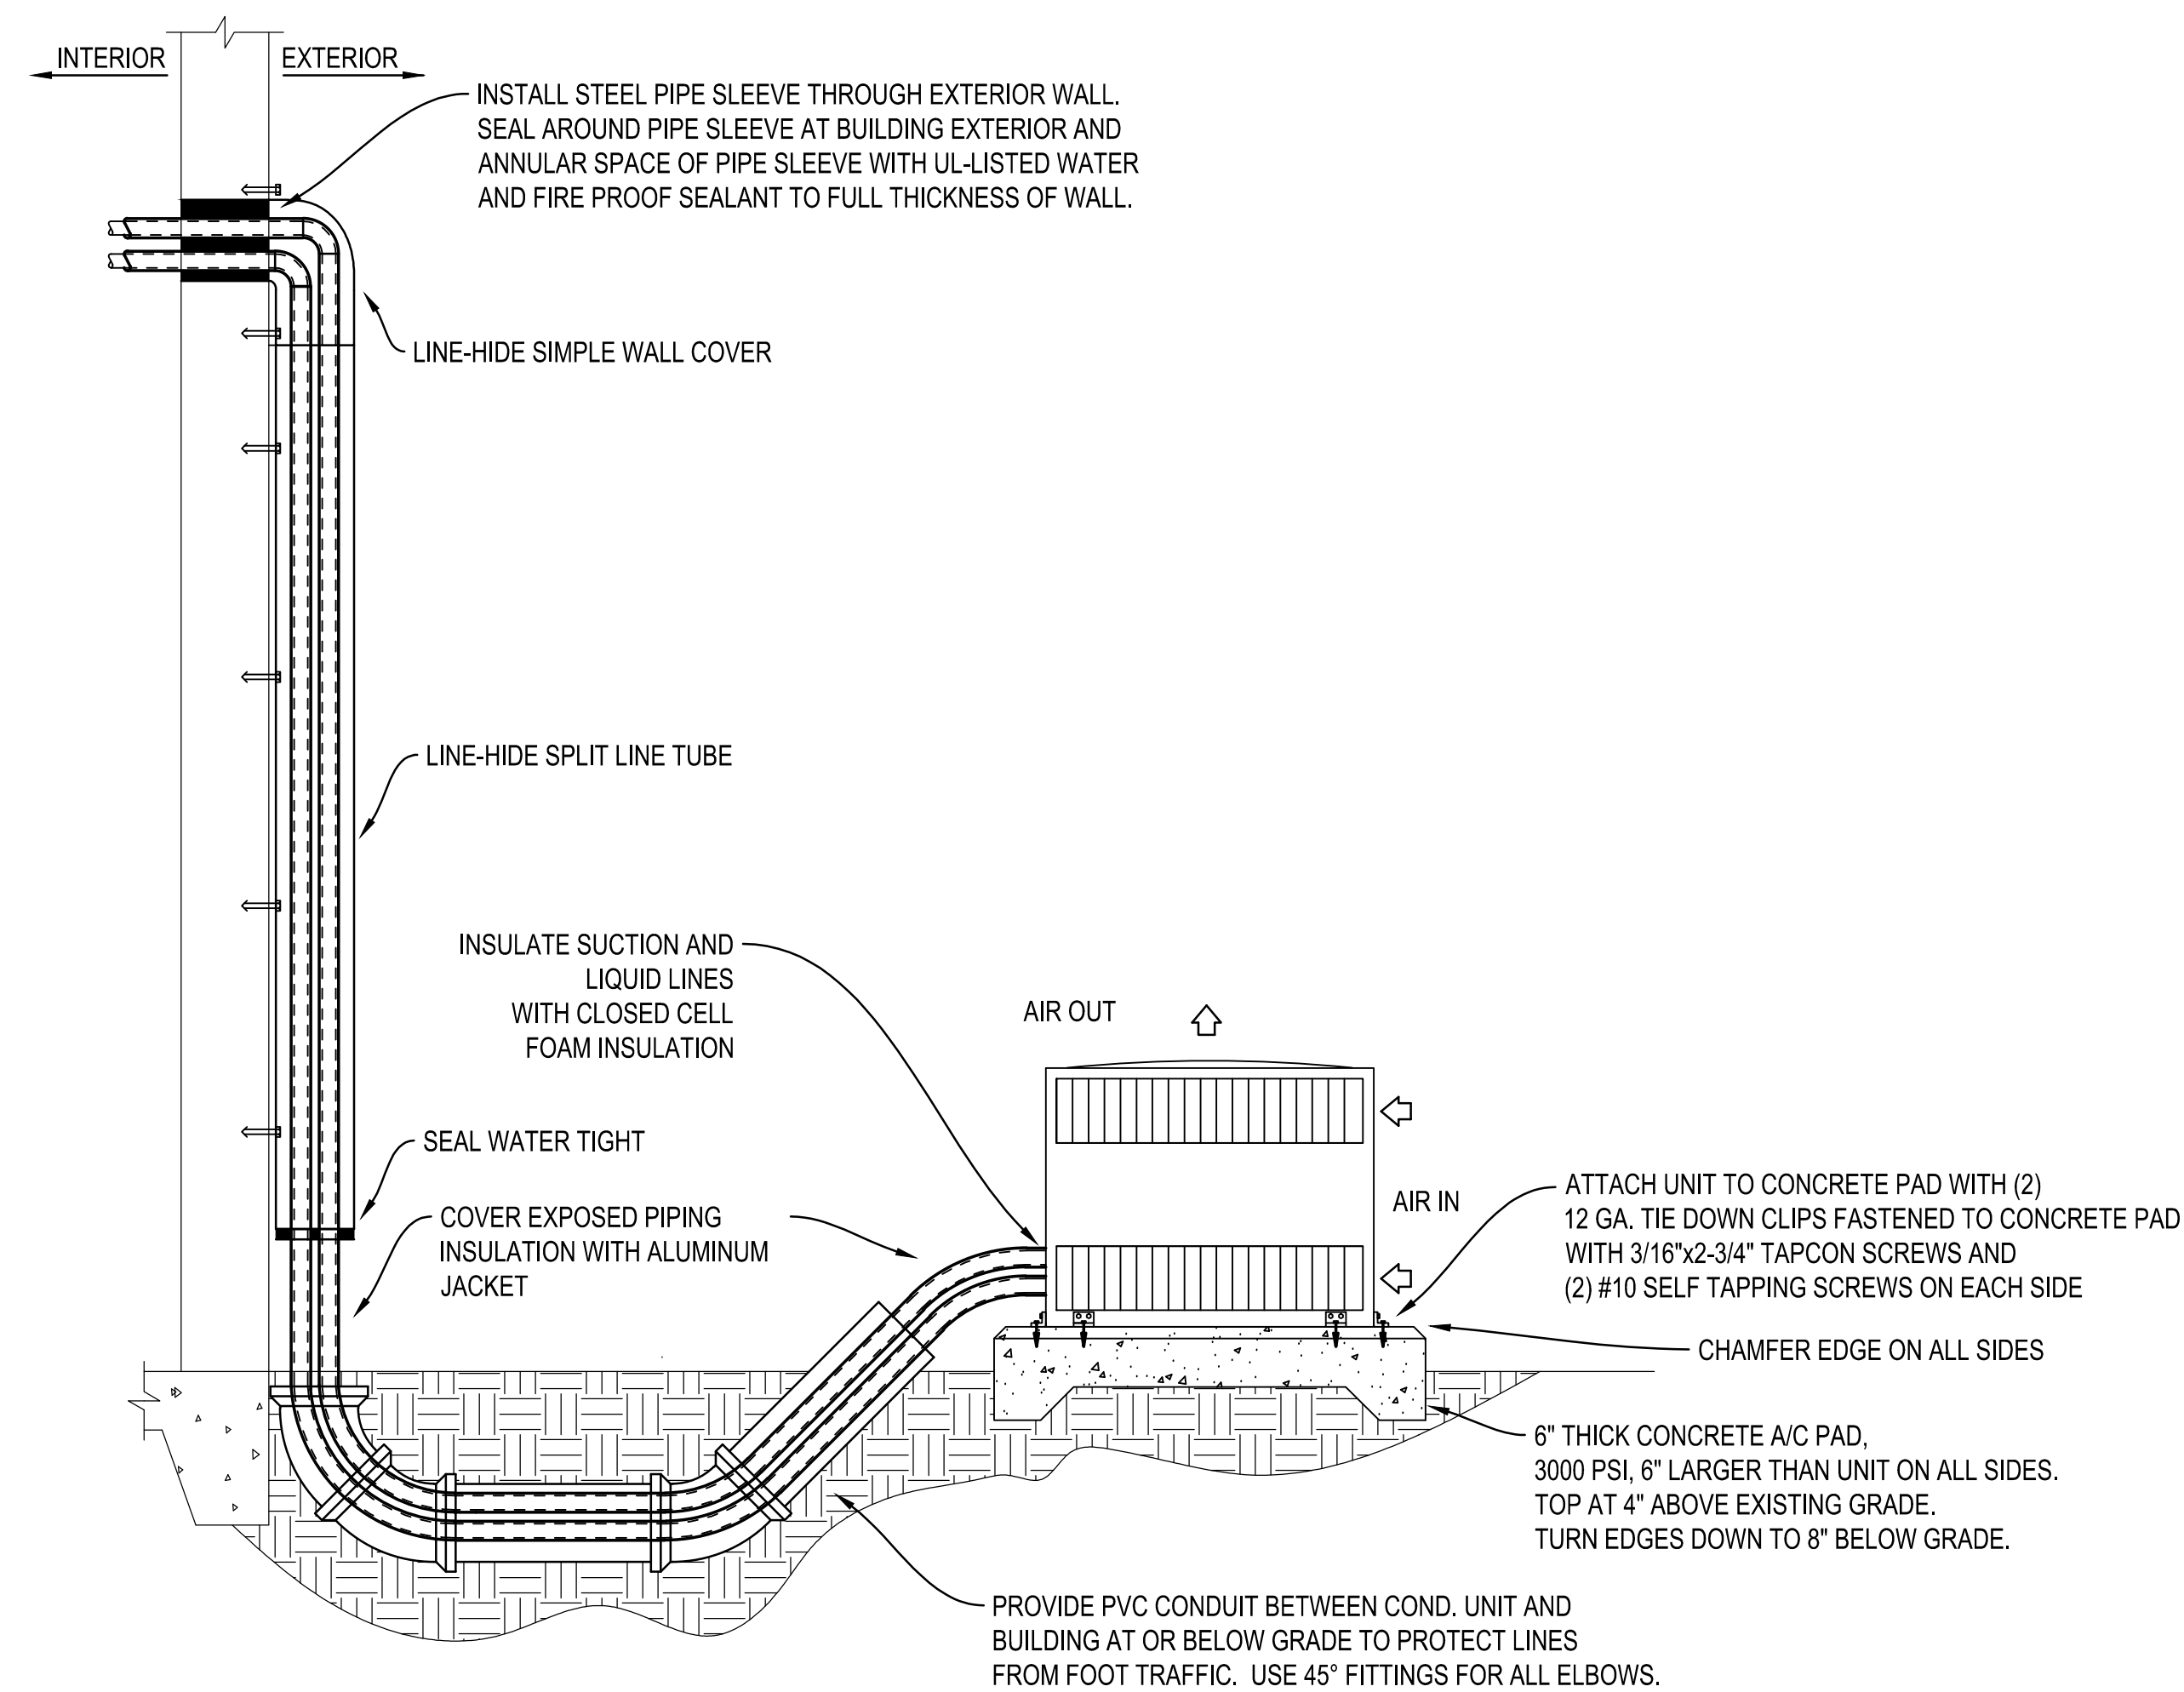 INTERIOR
EXTERIOR
INSTALL STEEL PIPE SLEEVE THROUGH EXTERIOR WALL.
SEAL AROUND PIPE SLEEVE AT BUILDING EXTERIOR AND
ANNULAR SPACE OF PIPE SLEEVE WITH UL-LISTED WATER
AND FIRE PROOF SEALANT TO FULL THICKNESS OF WALL.
LINE-HIDE SIMPLE WALL COVER
LINE-HIDE SPLIT LINE TUBE
INSULATE SUCTION AND
LIQUID LINES
WITH CLOSED CELL
FOAM INSULATION
AIR OUT
SEAL WATER TIGHT
COVER EXPOSED PIPING
INSULATION WITH ALUMINUM
JACKET
AIR IN
ATTACH UNIT TO CONCRETE PAD WITH (2)
12 GA. TIE DOWN CLIPS FASTENED TO CONCRETE PAD
WITH 3/16"x2-3/4" TAPCON SCREWS AND
(2) #10 SELF TAPPING SCREWS ON EACH SIDE
CHAMFER EDGE ON ALL SIDES
6" THICK CONCRETE A/C PAD,
3000 PSI, 6" LARGER THAN UNIT ON ALL SIDES.
TOP AT 4" ABOVE EXISTING GRADE.
TURN EDGES DOWN TO 8" BELOW GRADE.
PROVIDE PVC CONDUIT BETWEEN COND. UNIT AND
BUILDING AT OR BELOW GRADE TO PROTECT LINES
FROM FOOT TRAFFIC.  USE 45° FITTINGS FOR ALL ELBOWS.